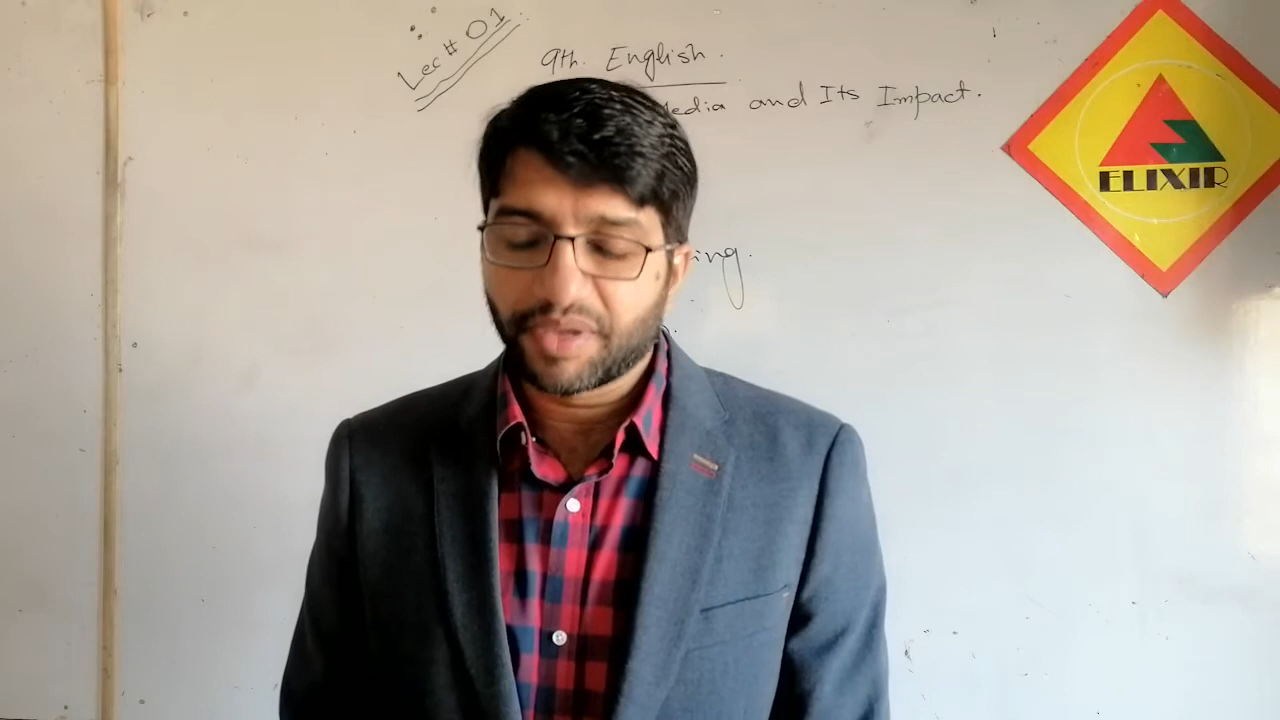 Lec # 01
9th. English.
and Its Impact.
ELIXIR